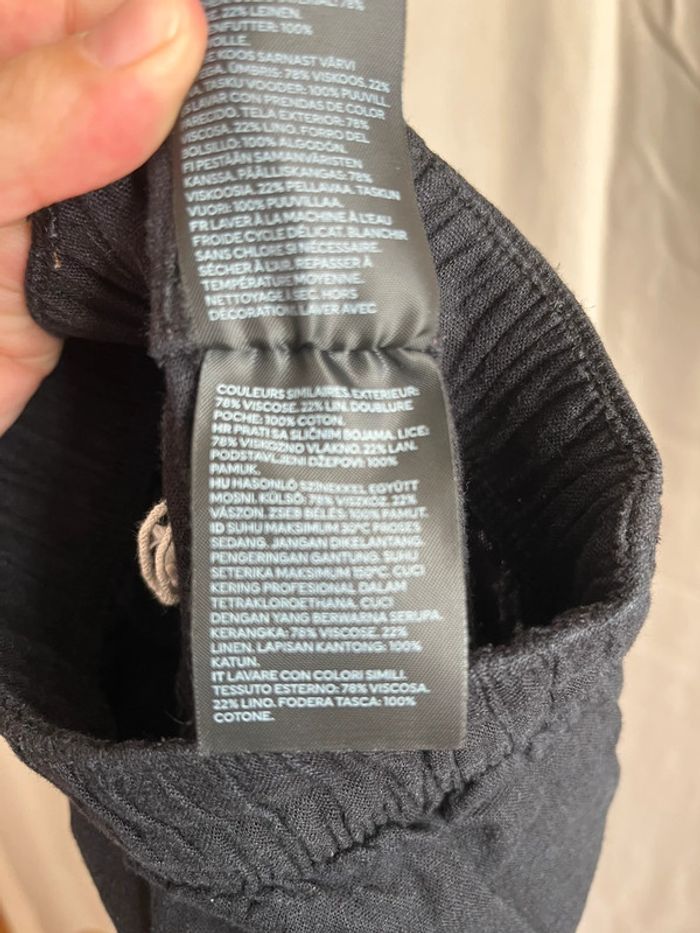 78%
22% LEINEN.
100%
VARVI
ÜMBRIS: 78% VISKOOS. 22%
TASKU VOODER: 100% PUUVILL.
LAVAR CON PRENDAS DE COLOR
PARECIDO. TELA EXTERIOR: 78%
VISCOSA. 22% LINO. FORRO DEL
BOLSILLO: 100% ALGODÓN.
FI PESTÄÄN SAMANVÄRISTEN
KANSSA. PÄÄLLISKANGAS: 78%
VISKOOSIA. 22% PELLAVAA. TASKUN
VUORI: 100% PUUVILLAA.
FR LAVER À LA MACHINE À L'EAU
FROIDE CYCLE DÉLICAT. BLANCHIR
SANS CHLORE SI NÉCESSAIRE
SÉCHER À L'AIR. REPASSER À
TEMPÉRATURE MOYENNE.
NETTOYAGE À SEC. HORS
DÉCORATION. LAVER AVEC
COULEURS SIMILAIRES. EXTERIEUR:
78% VISCOSE. 22% LIN. DOUBLURE
POCHE: 100% COTON.
HR PRATI SA SLIČNIM BOJAMA. LICE:
78% VISKOZNO VLAKNO. 22% LAN.
PODSTAVLJENI DŽEPOVI: 100%
PAMUK.
HU HASONLÓ SZÍNEKKEL EGYÜTT
MOSNI. KÜLSŐ: 78% VISZKÓZ. 22%
VÁSZON. ZSEB BÉLÉS: 100% PAMUT.
ID SUHU MAKSIMUM 30°C PROSES
SEDANG. JANGAN DIKELANTANG.
PENGERINGAN GANTUNG. SUHU
SETERIKA MAKSIMUM 150°C. CUCI
KERING PROFESIONAL DALAM
TETRAKLOROETHANA. CUCI
DENGAN YANG BERWARNA SERUPA.
KERANGKA: 78% VISCOSE. 22%
LINEN. LAPISAN KANTONG: 100%
KATUN.
IT LAVARE CON COLORI SIMILI.
TESSUTO ESTERNO: 78% VISCOSA.
22% LINO. FODERA TASCA: 100%
COTONE.